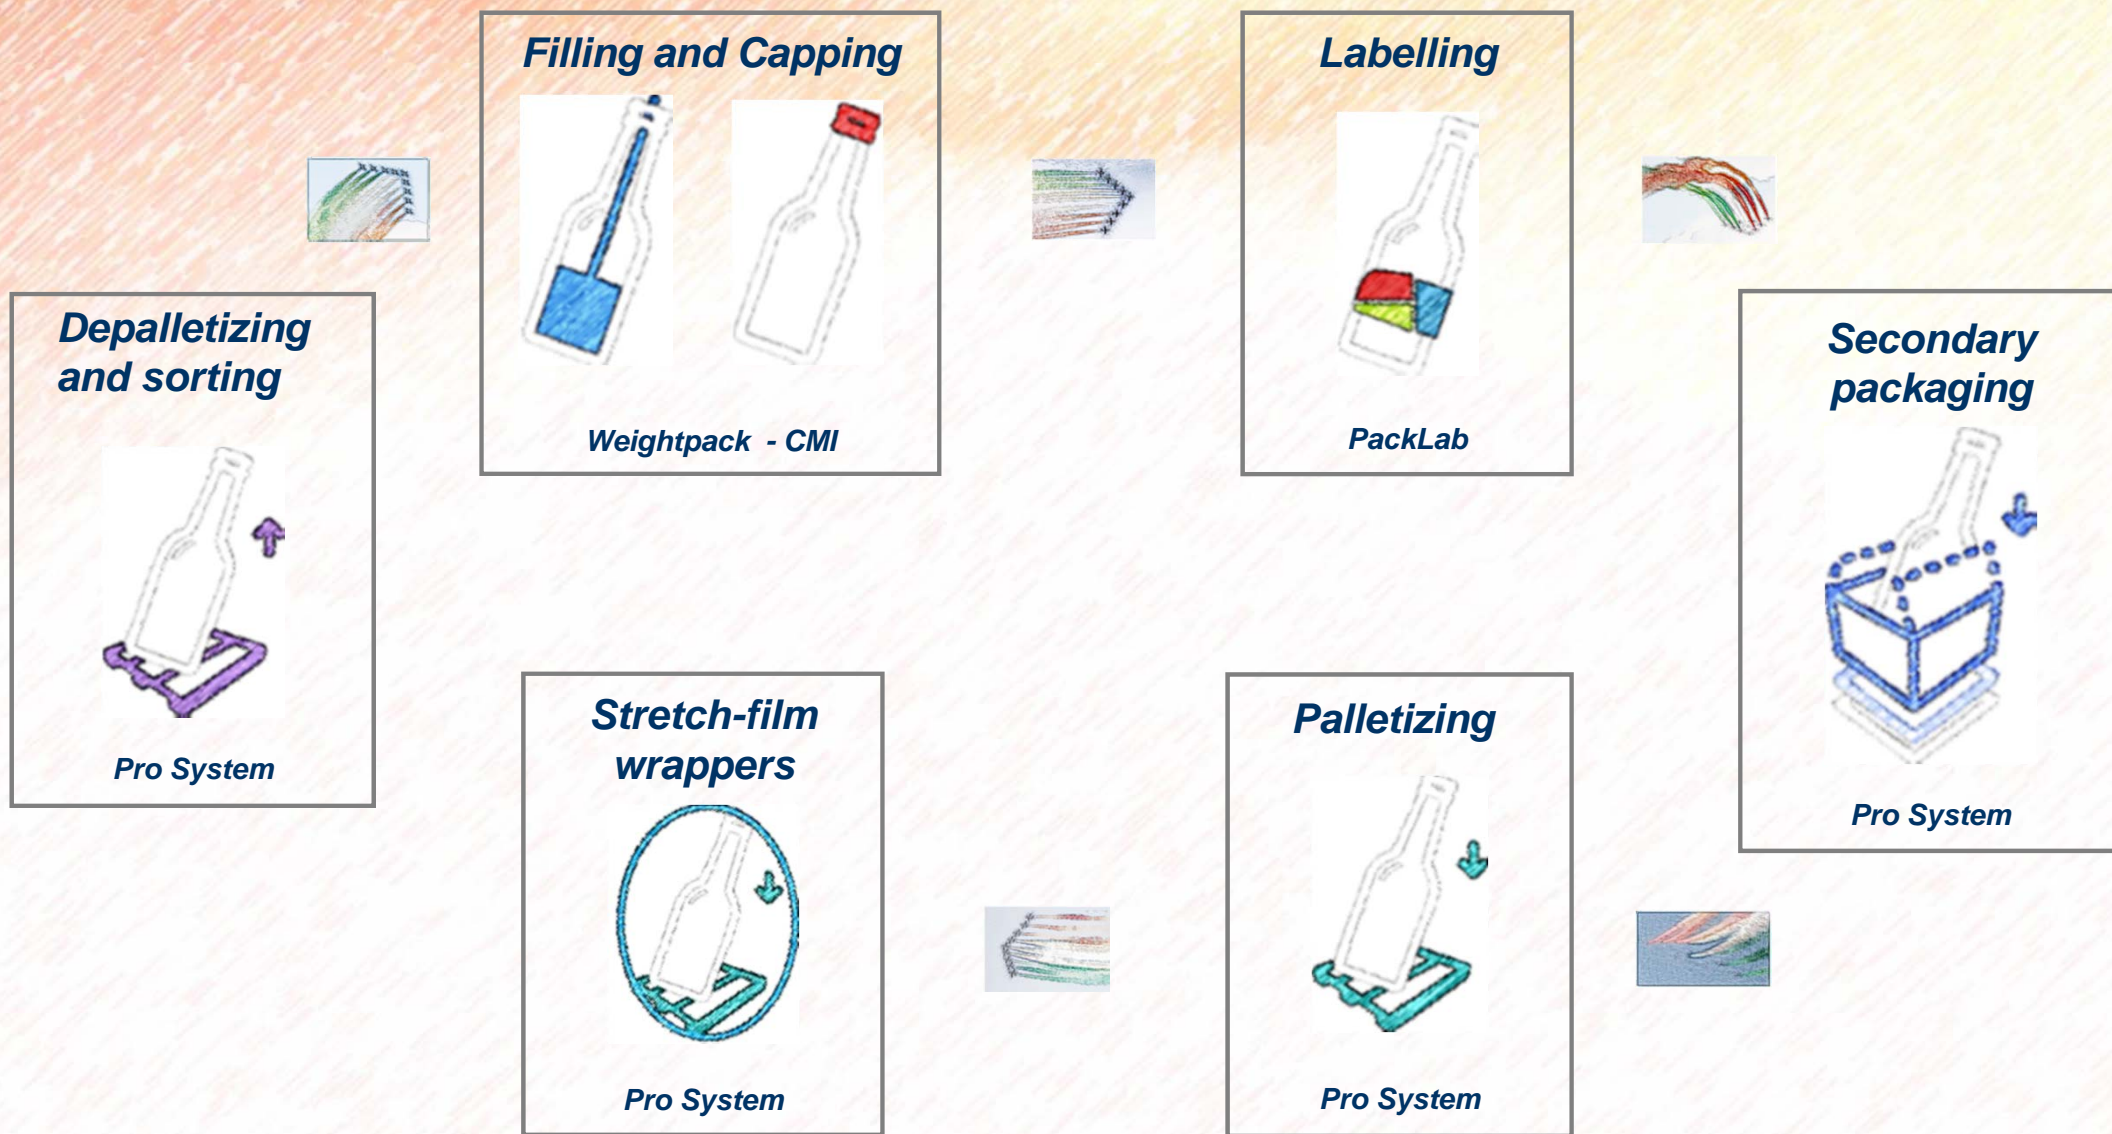 Filling and Capping
Weightpack - CMI
Labelling
PackLab
Depalletizing
and sorting
Pro System
Secondary
packaging
Pro System
Stretch-film
wrappers
Pro System
Palletizing
Pro System